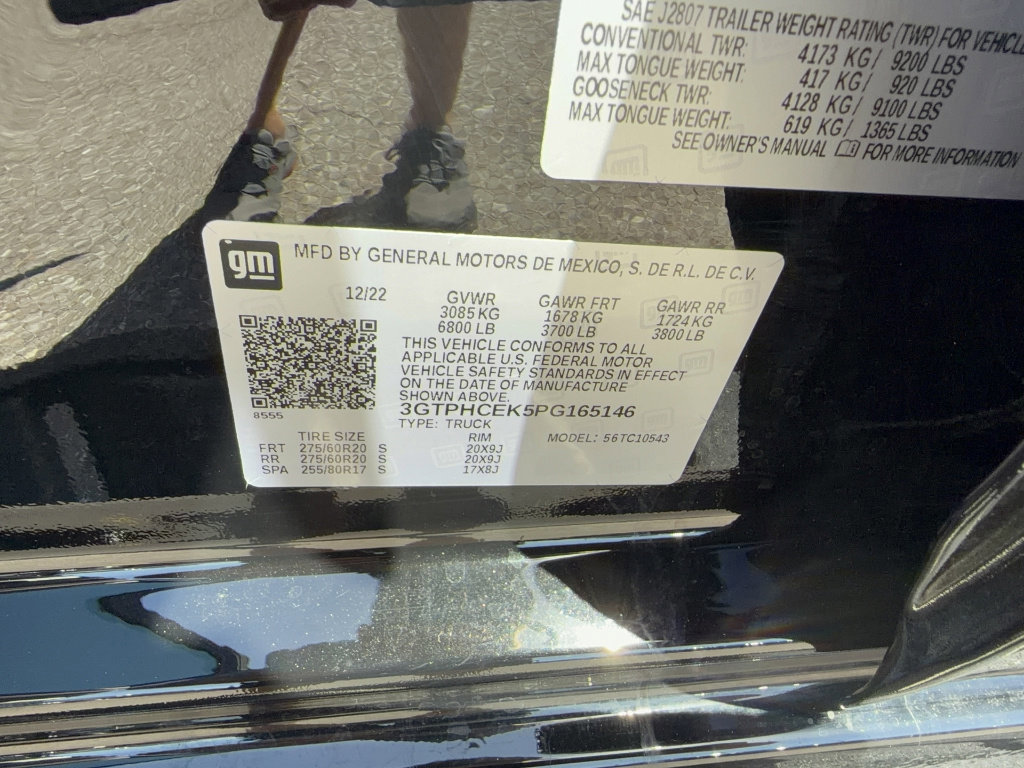 SAE J2807 TRAILER WEIGHT RATING (TWR) FOR
CONVENTIONAL TWR: 4173 KG/ 9200 LBS
MAX TONGUE WEIGHT: 417 KG/ 920 LBS
GOOSENECK TWR: 4128 KG/ 9100 LBS
MAX TONGUE WEIGHT: 619 KG/ 1365 LBS
SEE OWNER'S MANUAL FOR MORE INFORMATION
gm MFD BY GENERAL MOTORS DE MEXICO, S. DE R.L. DE C.V.
12/22 GVWR GAWR FRT GAWR RR
3085 KG 1678 KG 1724 KG
6800 LB 3700 LB 3800 LB
THIS VEHICLE CONFORMS TO ALL
APPLICABLE U.S. FEDERAL MOTOR
VEHICLE SAFETY STANDARDS IN EFFECT
ON THE DATE OF MANUFACTURE
SHOWN ABOVE.
8555 3GTPHCEK5PG165146
TYPE: TRUCK
TIRE SIZE RIM MODEL: 56TC10543
FRT 275/60R20 S 20X9J
RR 275/60R20 S 20X9J
SPA 255/80R17 S 17X8J